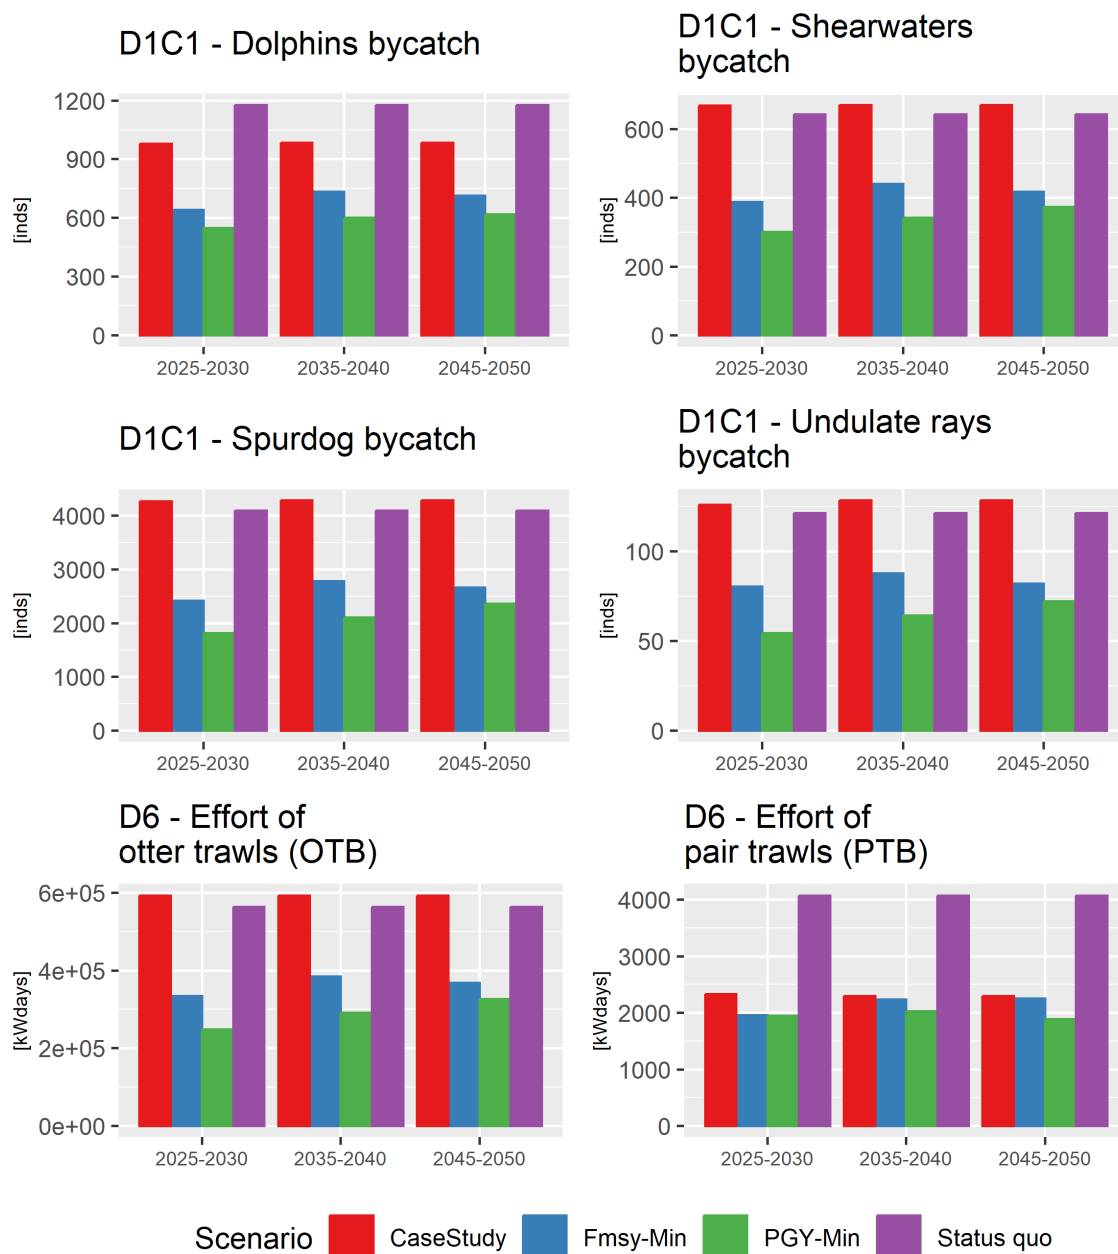 D1C1 - Dolphins bycatch
1200
900
600
300
0
[inds]
2025-2030 2035-2040 2045-2050
D1C1 - Shearwaters
bycatch
600
400
200
0
[inds]
2025-2030 2035-2040 2045-2050
D1C1 - Spurdog bycatch
4000
3000
2000
1000
0
[inds]
2025-2030 2035-2040 2045-2050
D1C1 - Undulate rays
bycatch
100
50
0
[inds]
2025-2030 2035-2040 2045-2050
D6 - Effort of
otter trawls (OTB)
6e+05
4e+05
2e+05
0e+00
[kWdays]
2025-2030 2035-2040 2045-2050
D6 - Effort of
pair trawls (PTB)
4000
3000
2000
1000
0
[kWdays]
2025-2030 2035-2040 2045-2050
Scenario CaseStudy Fmsy-Min PGY-Min Status quo